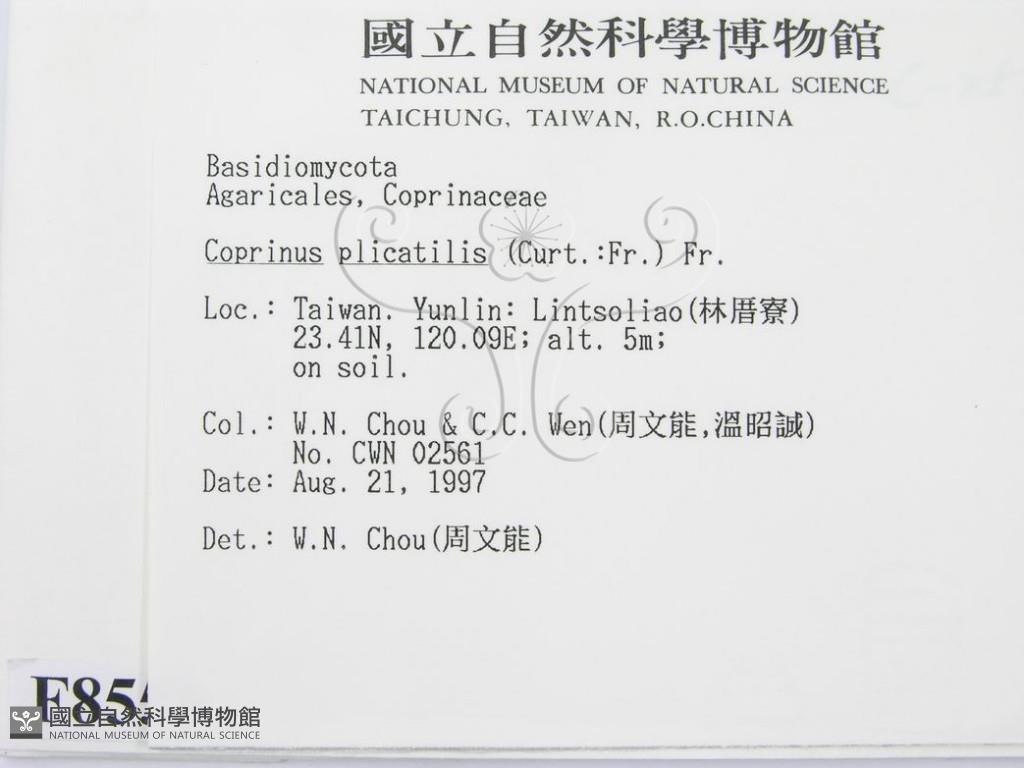 國立自然科學博物館
NATIONAL MUSEUM OF NATURAL SCIENCE
TAICHUNG, TAIWAN, R.O.CHINA
Basidiomycota
Agaricales, Coprinaceae
Coprinus plicatilis (Curt.:Fr.) Fr.
Loc.: Taiwan. Yunlin: Lintsoliao(林厝寮)
23.41N, 120.09E; alt. 5m;
on soil.
Col.: W.N. Chou & C.C. Wen(周文能,溫昭誠)
No. CWN 02561
Date: Aug. 21, 1997
Det.: W.N. Chou(周文能)
F855
國立自然科學博物館
NATIONAL MUSEUM OF NATURAL SCIENCE